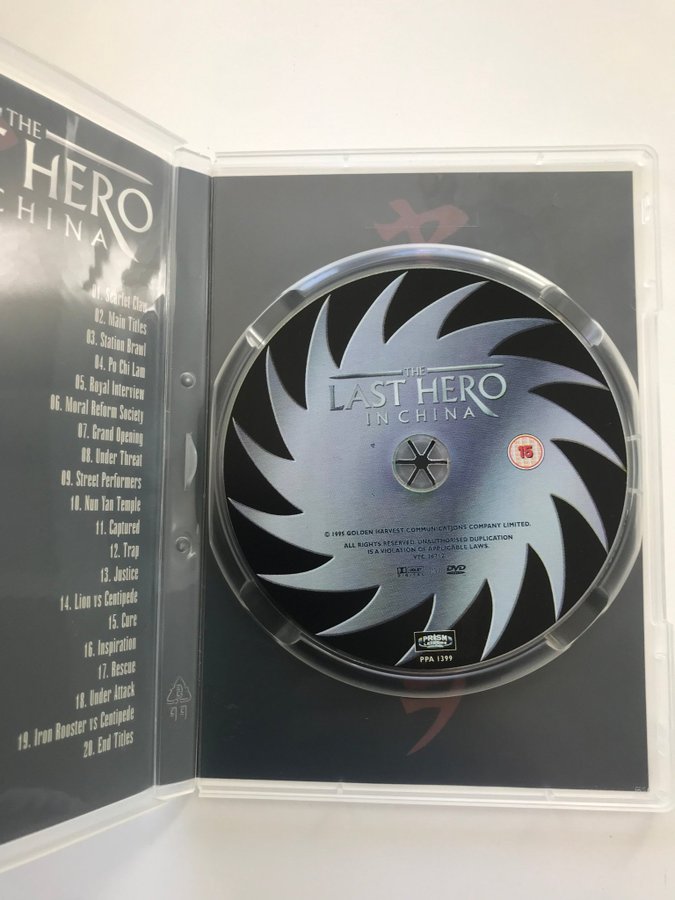 THE
HERO
CHINA
01. Scarlet Claw
02. Main Titles
03. Station Brawl
04. Po Chi Lam
05. Royal Interview
06. Moral Reform Society
07. Grand Opening
08. Under Threat
09. Street Performers
10. Nun Yan Temple
11. Captured
12. Trap
13. Justice
14. Lion vs Centipede
15. Cure
16. Inspiration
17. Rescue
18. Under Attack
19. Iron Rooster vs Centipede
20. End Titles
THE
LAST HERO
IN CHINA
15
© 1995 GOLDEN HARVEST COMMUNICATIONS COMPANY LIMITED.
ALL RIGHTS RESERVED. UNAUTHORISED DUPLICATION
IS A VIOLATION OF APPLICABLE LAWS.
DVD
PRISM
LEISURE
PPA 1399